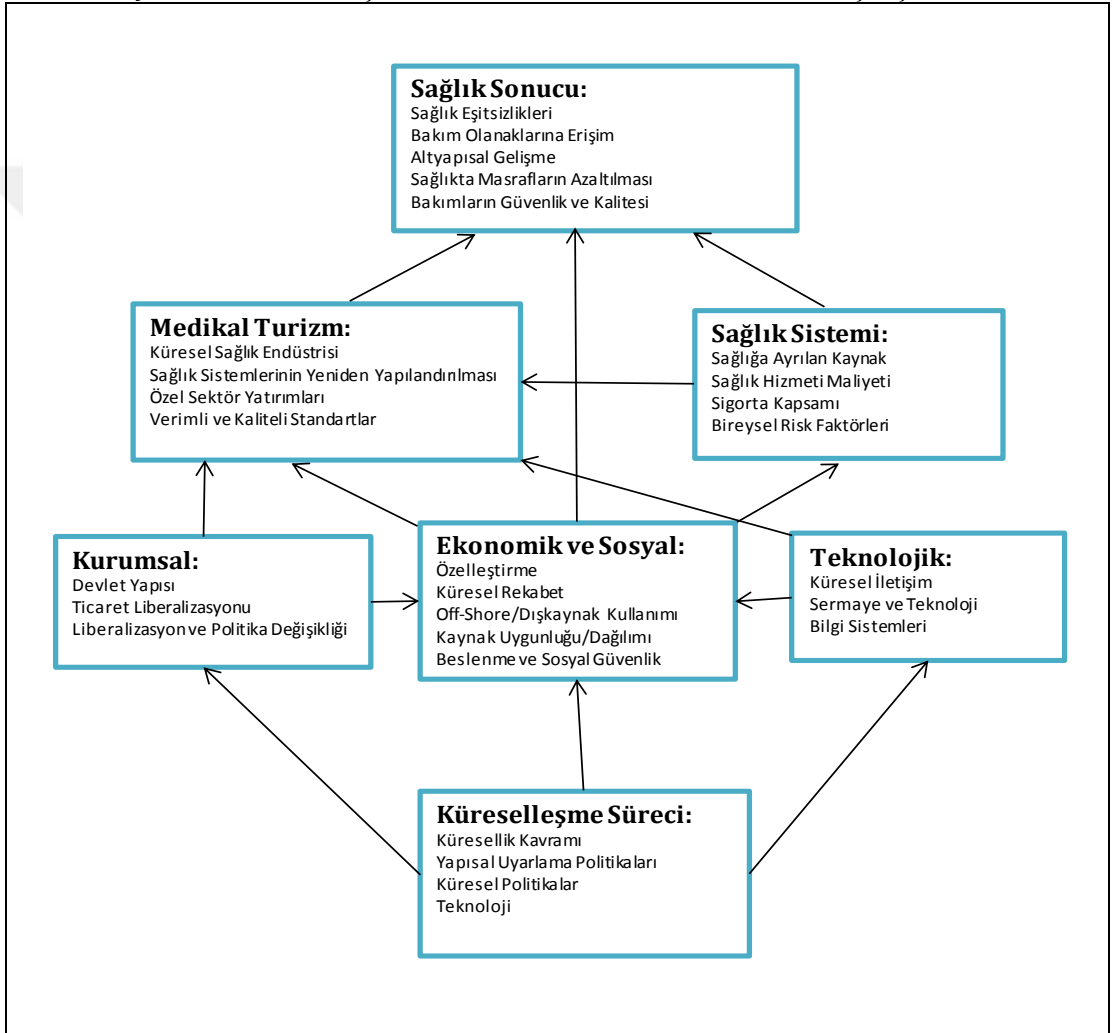 Sağlık Sonucu:
Sağlık Eşitsizlikleri
Bakım Olanaklarına Erişim
Altyapısal Gelişme
Sağlıkta Masrafların Azaltılması
Bakımların Güvenlik ve Kalitesi
Medikal Turizm:
Küresel Sağlık Endüstrisi
Sağlık Sistemlerinin Yeniden Yapılandırılması
Özel Sektör Yatırımları
Verimli ve Kaliteli Standartlar
Sağlık Sistemi:
Sağlığa Ayrılan Kaynak
Sağlık Hizmeti Maliyeti
Sigorta Kapsamı
Bireysel Risk Faktörleri
Kurumsal:
Devlet Yapısı
Ticaret Liberalizasyonu
Liberalizasyon ve Politika Değişikliği
Ekonomik ve Sosyal:
Özelleştirme
Küresel Rekabet
Off-Shore/Dışkaynak Kullanımı
Kaynak Uygunluğu/Dağılımı
Beslenme ve Sosyal Güvenlik
Teknolojik:
Küresel İletişim
Sermaye ve Teknoloji
Bilgi Sistemleri
Küreselleşme Süreci:
Küresellik Kavramı
Yapısal Uyarlama Politikaları
Küresel Politikalar
Teknoloji